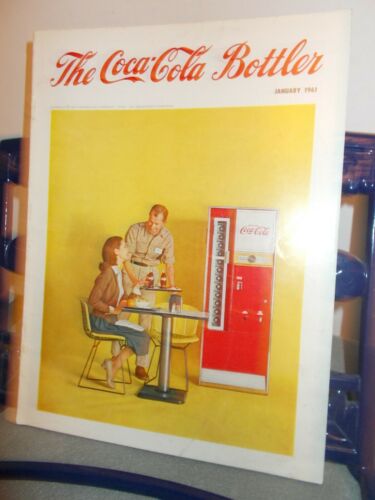 The Coca-Cola Bottler
JANUARY 1961
Coca-Cola